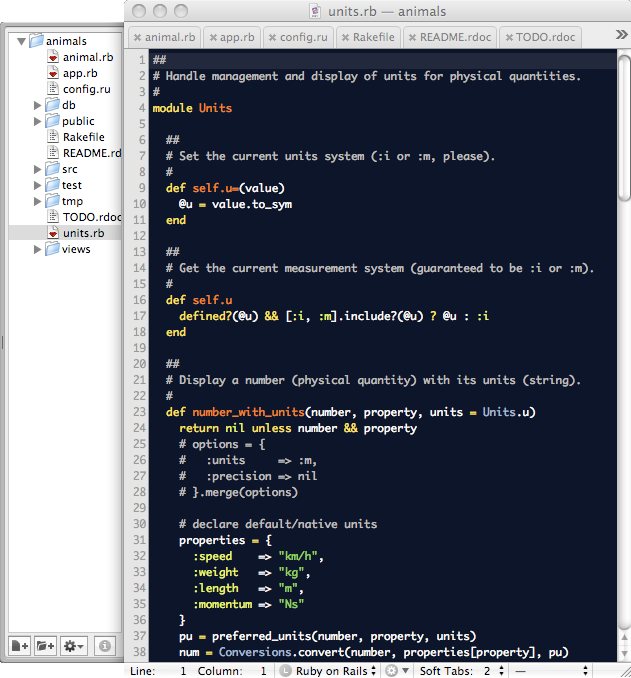 units.rb — animals
animals
animal.rb
app.rb
config.ru
db
public
Rakefile
README.rd
src
test
tmp
TODO.rdoc
units.rb
views
animal.rb app.rb config.ru Rakefile README.rdoc TODO.rdoc »
1 ##
2 # Handle management and display of units for physical quantities.
3 #
4 module Units
5
6 ##
7 # Set the current units system (:i or :m, please).
8 #
9 def self.u=(value)
10 @u = value.to_sym
11 end
12
13 ##
14 # Get the current measurement system (guaranteed to be :i or :m).
15 #
16 def self.u
17 defined?(@u) && [:i, :m].include?(@u) ? @u : :i
18 end
19
20 ##
21 # Display a number (physical quantity) with its units (string).
22 #
23 def number_with_units(number, property, units = Units.u)
24 return nil unless number && property
25 # options = {
26 # :units => :m,
27 # :precision => nil
28 # }.merge(options)
29
30 # declare default/native units
31 properties = {
32 :speed => "km/h",
33 :weight => "kg",
34 :length => "m",
35 :momentum => "Ns"
36 }
37 pu = preferred_units(number, property, units)
38 num = Conversions.convert(number, properties[property], pu)
Line: 1 Column: 1 L Ruby on Rails Soft Tabs: 2 —